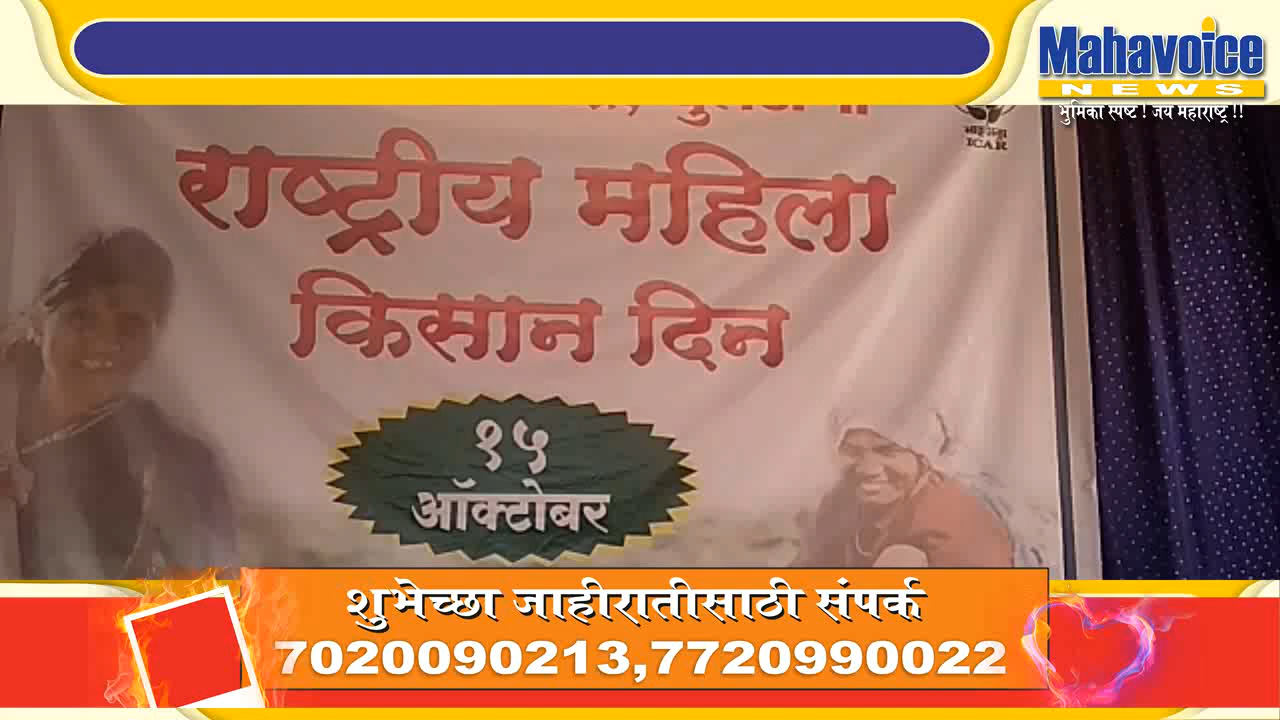 Mahavoice
NEWS
भुमिका स्पष्ट ! जय महाराष्ट्र !!
ICAR
राष्ट्रीय महिला
किसान दिन
१५
ऑक्टोबर
शुभेच्छा जाहीरातीसाठी संपर्क
7020090213,7720990022